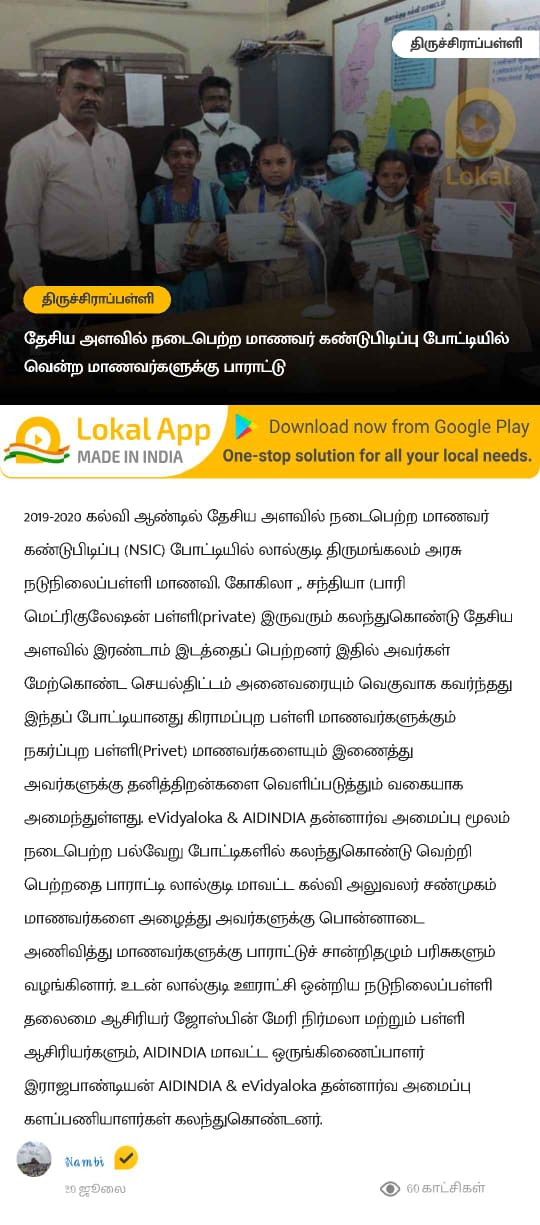 திருச்சிராப்பள்ளி
Lokal
திருச்சிராப்பள்ளி
தேசிய அளவில் நடைபெற்ற மாணவர் கண்டுபிடிப்பு போட்டியில்
வென்ற மாணவர்களுக்கு பாராட்டு
Lokal App
MADE IN INDIA
Download now from Google Play
One-stop solution for all your local needs.
2019-2020 கல்வி ஆண்டில் தேசிய அளவில் நடைபெற்ற மாணவர்
கண்டுபிடிப்பு (NSIC) போட்டியில் லால்குடி திருமங்கலம் அரசு
நடுநிலைப்பள்ளி மாணவி. கோகிலா ,. சந்தியா (பாரி
மெட்ரிகுலேஷன் பள்ளி(private) இருவரும் கலந்துகொண்டு தேசிய
அளவில் இரண்டாம் இடத்தைப் பெற்றனர் இதில் அவர்கள்
மேற்கொண்ட செயல்திட்டம் அனைவரையும் வெகுவாக கவர்ந்தது
இந்தப் போட்டியானது கிராமப்புற பள்ளி மாணவர்களுக்கும்
நகர்ப்புற பள்ளி(Privet) மாணவர்களையும் இணைத்து
அவர்களுக்கு தனித்திறன்களை வெளிப்படுத்தும் வகையாக
அமைந்துள்ளது. eVidyaloka & AIDINDIA தன்னார்வ அமைப்பு மூலம்
நடைபெற்ற பல்வேறு போட்டிகளில் கலந்துகொண்டு வெற்றி
பெற்றதை பாராட்டி லால்குடி மாவட்ட கல்வி அலுவலர் சண்முகம்
மாணவர்களை அழைத்து அவர்களுக்கு பொன்னாடை
அணிவித்து மாணவர்களுக்கு பாராட்டுச் சான்றிதழும் பரிசுகளும்
வழங்கினார். உடன் லால்குடி ஊராட்சி ஒன்றிய நடுநிலைப்பள்ளி
தலைமை ஆசிரியர் ஜோஸ்பின் மேரி நிர்மலா மற்றும் பள்ளி
ஆசிரியர்களும், AIDINDIA மாவட்ட ஒருங்கிணைப்பாளர்
இராஜபாண்டியன் AIDINDIA & eVidyaloka தன்னார்வ அமைப்பு
களப்பணியாளர்கள் கலந்துகொண்டனர்.
Nambi
20 ஜூலை
60 காட்சிகள்